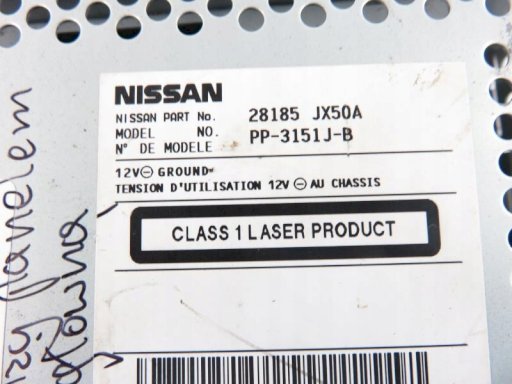 NISSAN
NISSAN PART No. 28185 JX50A
MODEL NO. PP-3151J-B
N° DE MODELE
12V⊖ GROUND
TENSION D'UTILISATION 12V ⊖ AU CHASSIS
CLASS 1 LASER PRODUCT
panelem